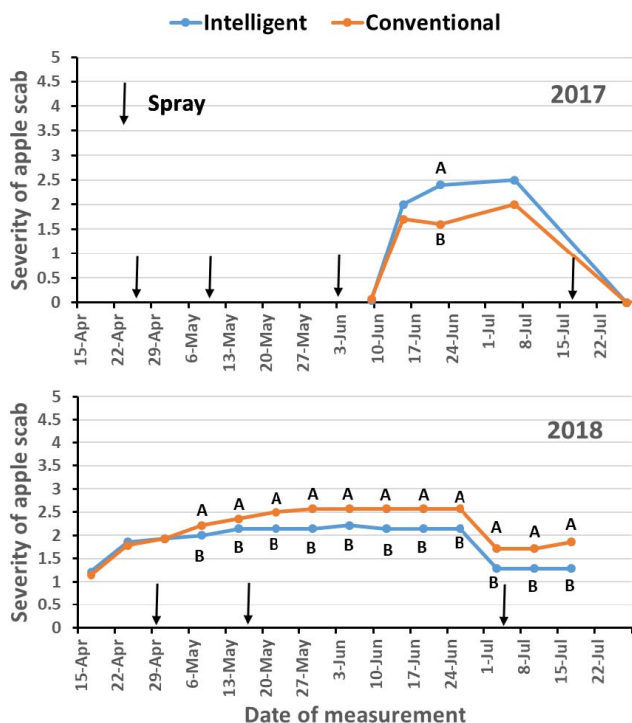 Intelligent Conventional
Severity of apple scab
5
4.5
4
3.5
3
2.5
2
1.5
1
0.5
0
Spray
2017
A
B
15-Apr 22-Apr 29-Apr 6-May 13-May 20-May 27-May 3-Jun 10-Jun 17-Jun 24-Jun 1-Jul 8-Jul 15-Jul 22-Jul
Severity of apple scab
5
4.5
4
3.5
3
2.5
2
1.5
1
0.5
0
2018
A A A A A A A A A A A
B B B B B B B B B B B
15-Apr 22-Apr 29-Apr 6-May 13-May 20-May 27-May 3-Jun 10-Jun 17-Jun 24-Jun 1-Jul 8-Jul 15-Jul 22-Jul
Date of measurement